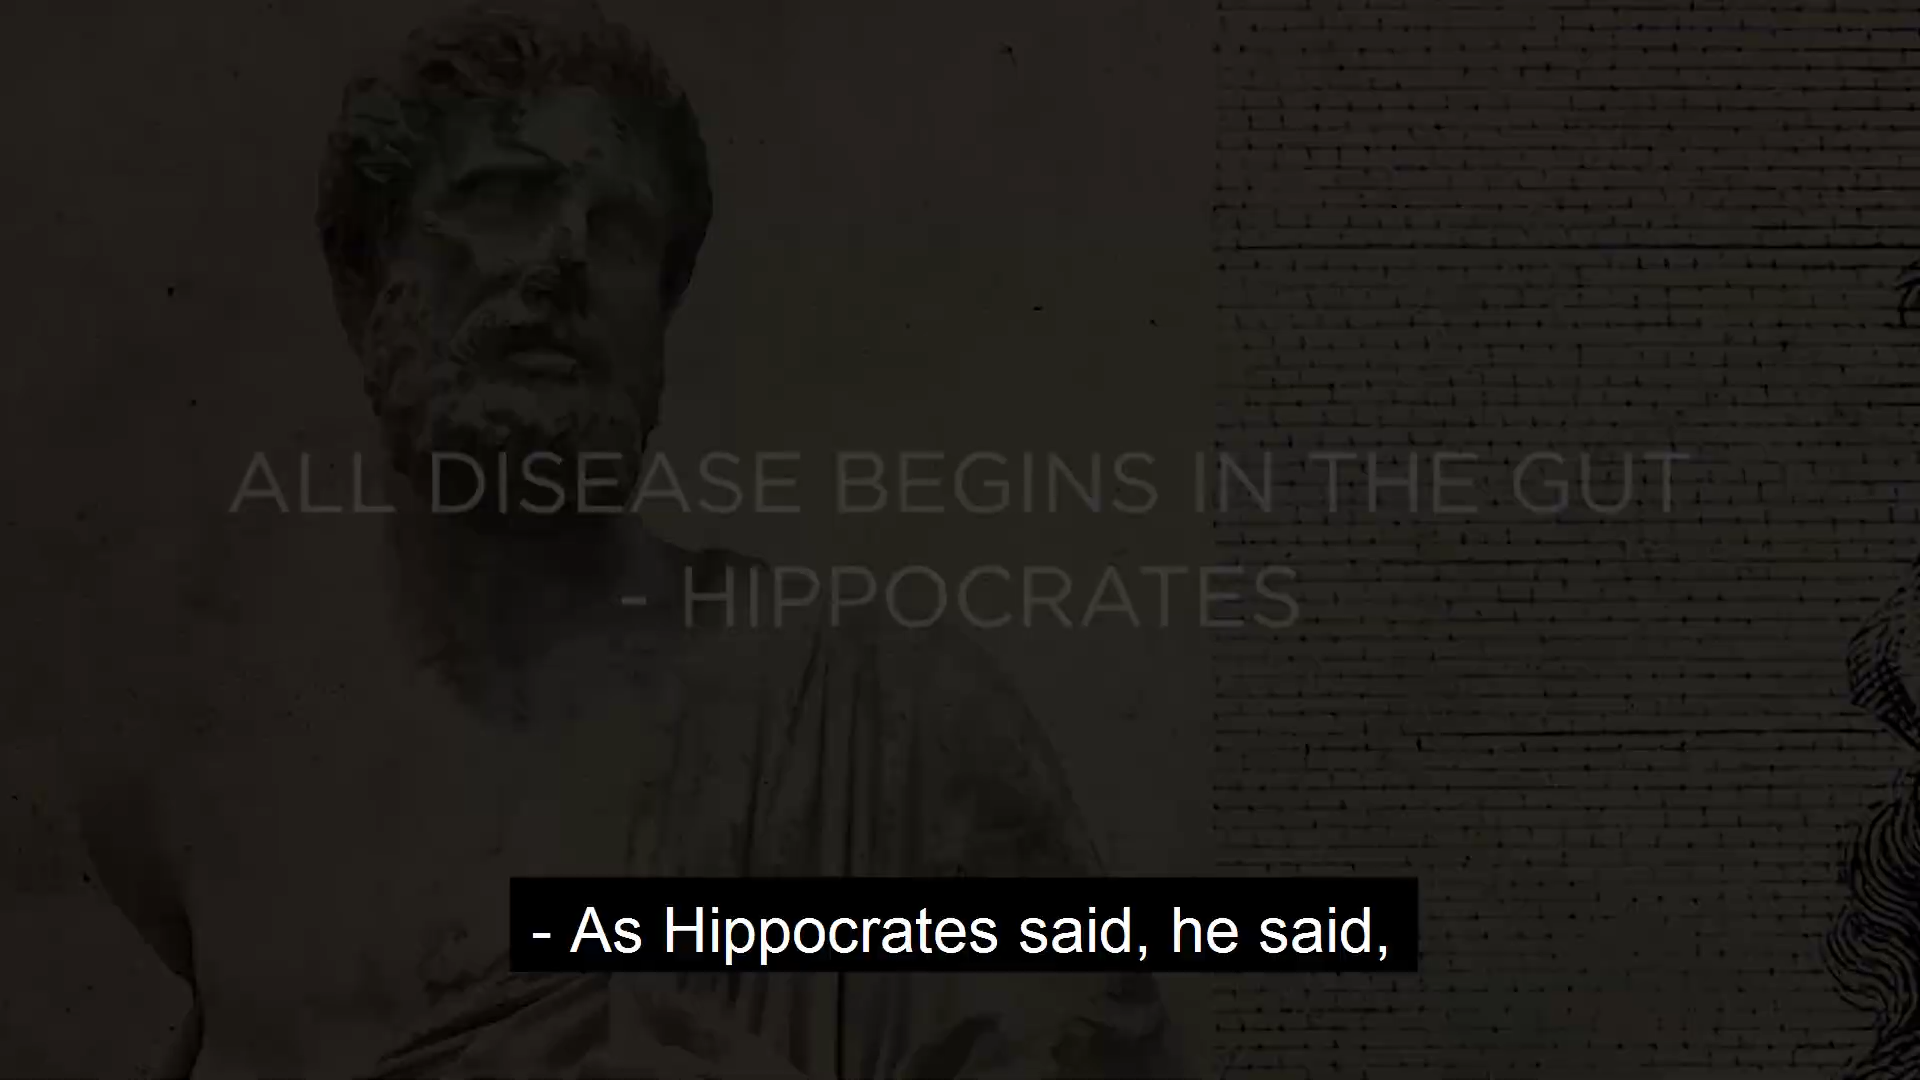 ALL DISEASE BEGINS IN THE GUT
- HIPPOCRATES
- As Hippocrates said, he said,